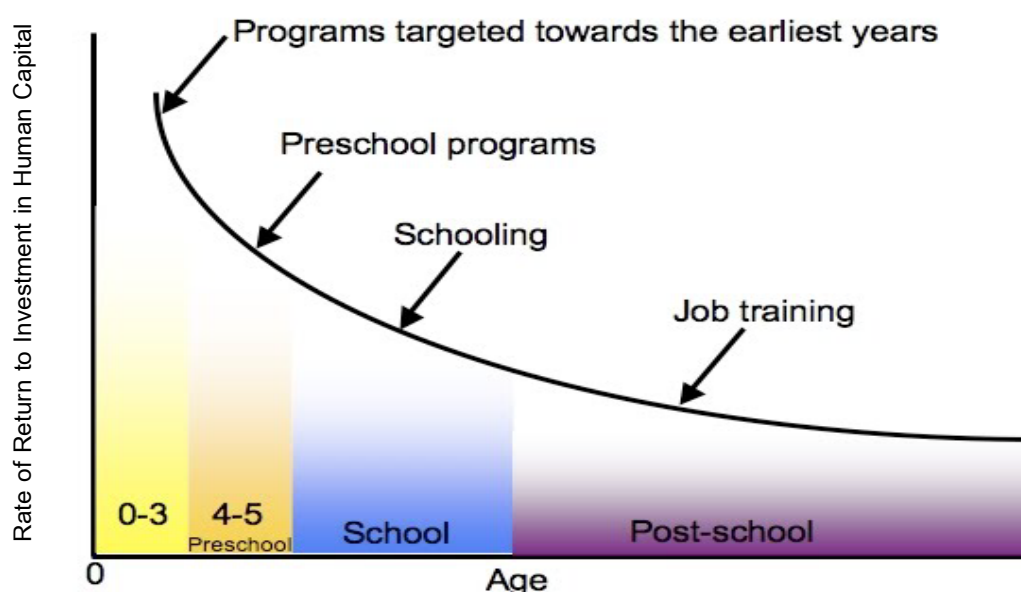 Rate of Return to Investment in Human Capital
Programs targeted towards the earliest years
Preschool programs
Schooling
Job training
0-3
4-5
Preschool
School
Post-school
0
Age